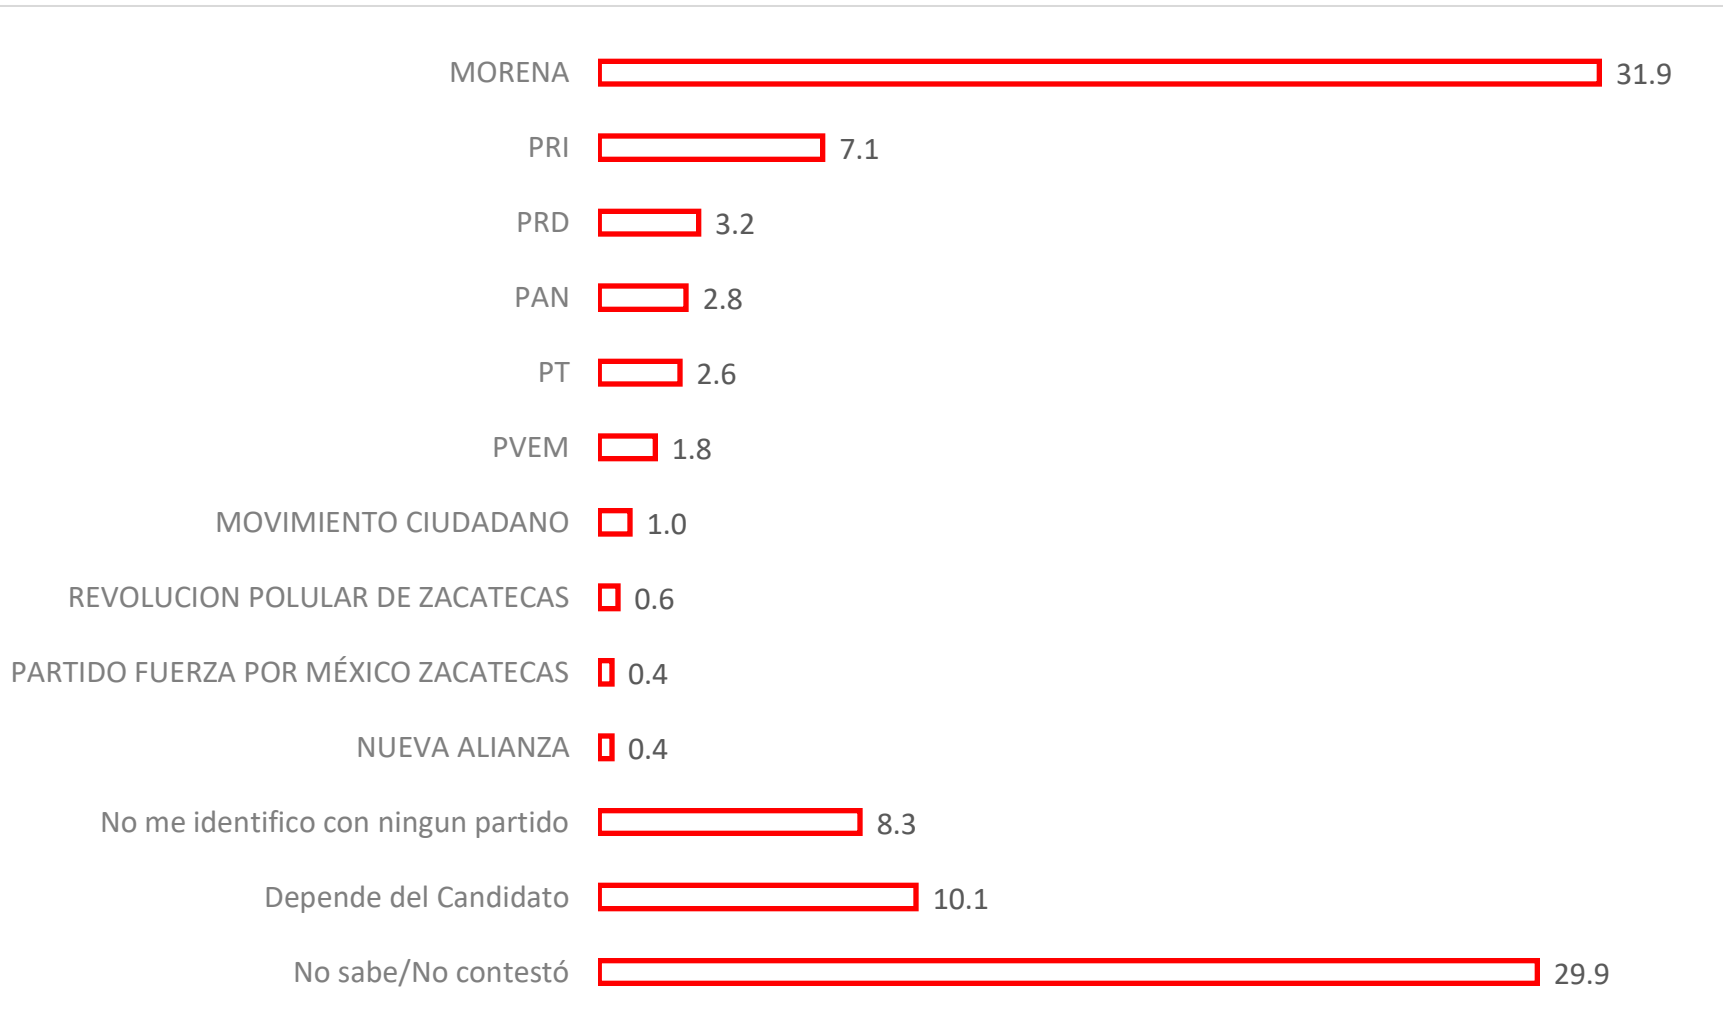 MORENA 31.9
PRI 7.1
PRD 3.2
PAN 2.8
PT 2.6
PVEM 1.8
MOVIMIENTO CIUDADANO 1.0
REVOLUCION POLULAR DE ZACATECAS 0.6
PARTIDO FUERZA POR MÉXICO ZACATECAS 0.4
NUEVA ALIANZA 0.4
No me identifico con ningun partido 8.3
Depende del Candidato 10.1
No sabe/No contestó 29.9